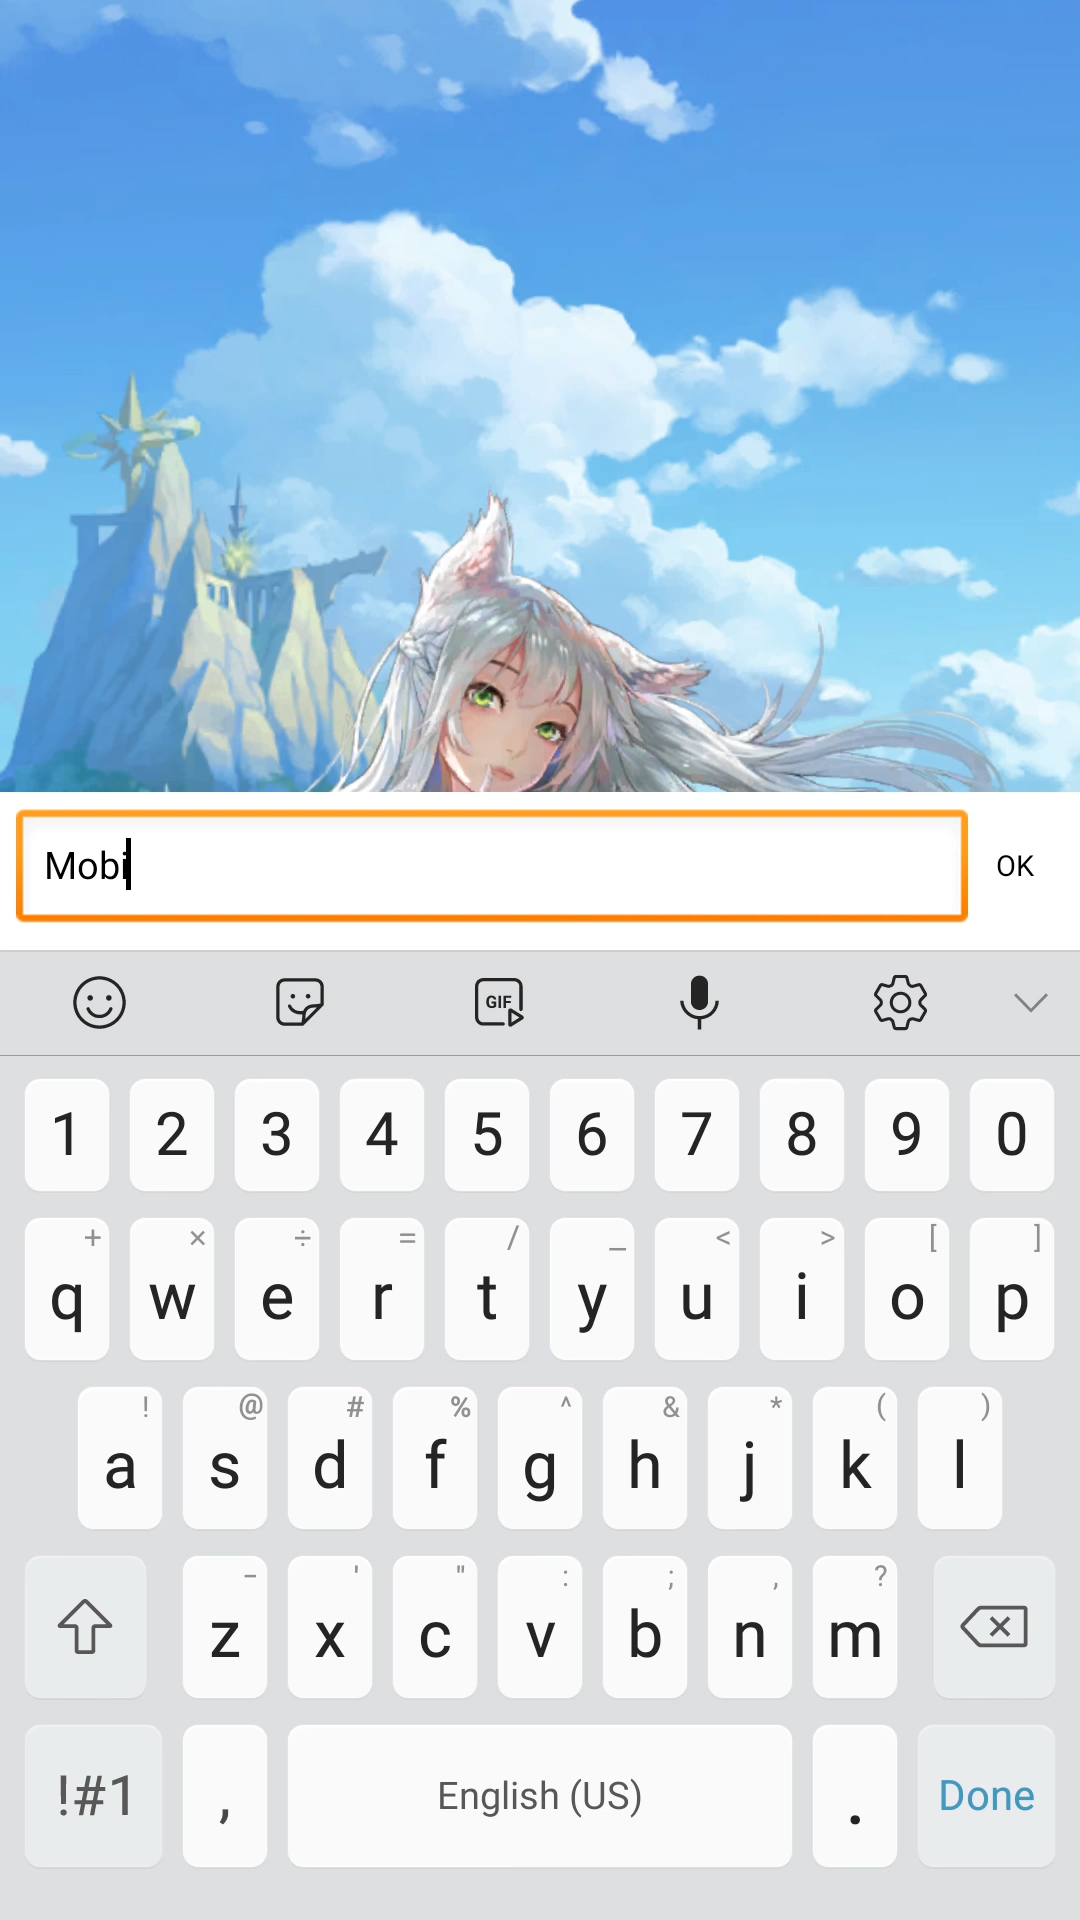 Mobi
OK
GIF
1 2 3 4 5 6 7 8 9 0
+ × ÷ = / _ < > [ ]
q w e r t y u i o p
! @ # % ^ & * ( )
a s d f g h j k l
- ' " : ; , ?
z x c v b n m
!#1 , English (US) . Done